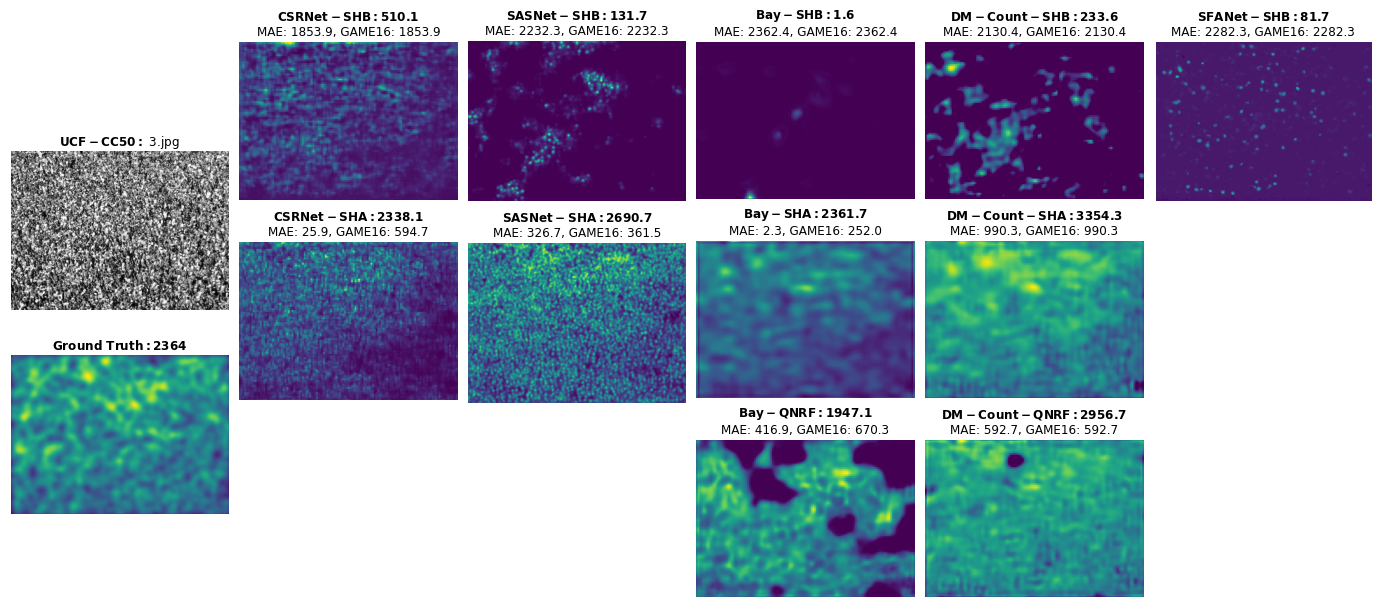 CSRNet − SHB : 510.1
MAE: 1853.9, GAME16: 1853.9
SASNet − SHB : 131.7
MAE: 2232.3, GAME16: 2232.3
Bay − SHB : 1.6
MAE: 2362.4, GAME16: 2362.4
DM − Count − SHB : 233.6
MAE: 2130.4, GAME16: 2130.4
SFANet − SHB : 81.7
MAE: 2282.3, GAME16: 2282.3
UCF − CC50 : 3.jpg
CSRNet − SHA : 2338.1
MAE: 25.9, GAME16: 594.7
SASNet − SHA : 2690.7
MAE: 326.7, GAME16: 361.5
Bay − SHA : 2361.7
MAE: 2.3, GAME16: 252.0
DM − Count − SHA : 3354.3
MAE: 990.3, GAME16: 990.3
Ground Truth : 2364
Bay − QNRF : 1947.1
MAE: 416.9, GAME16: 670.3
DM − Count − QNRF : 2956.7
MAE: 592.7, GAME16: 592.7